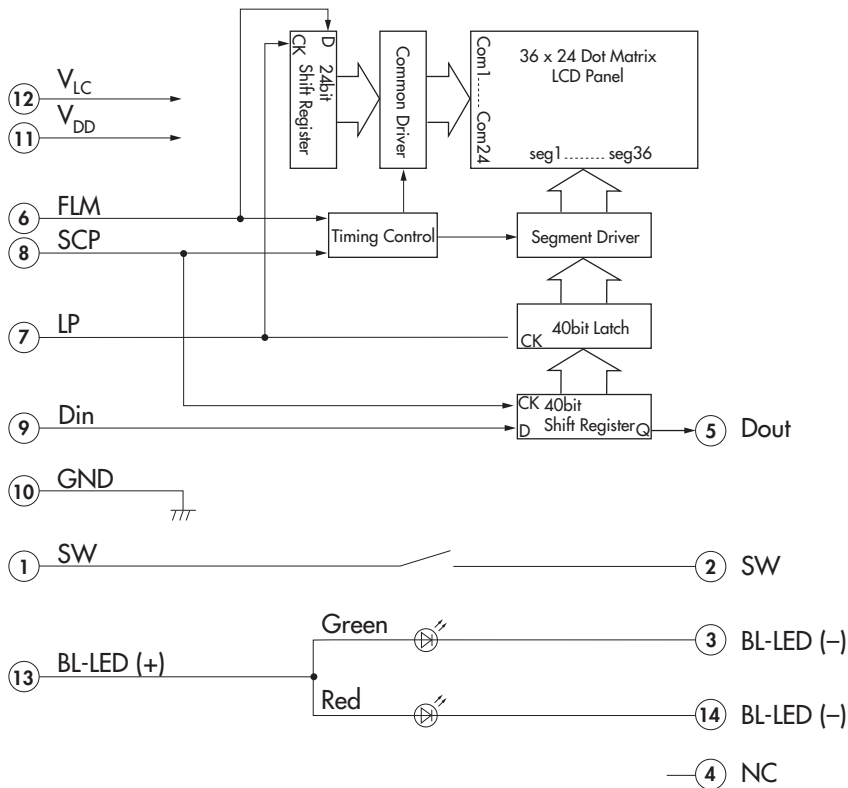 D
CK
24bit
Shift Register
Common Driver
Com1...... Com24
36 x 24 Dot Matrix
LCD Panel
seg1........ seg36
12 VLC
11 VDD
6 FLM
Timing Control
Segment Driver
8 SCP
7 LP
40bit Latch
CK
CK 40bit
D Shift Register Q
9 Din
5 Dout
10 GND
1 SW
2 SW
Green
3 BL-LED (–)
13 BL-LED (+)
Red
14 BL-LED (–)
4 NC